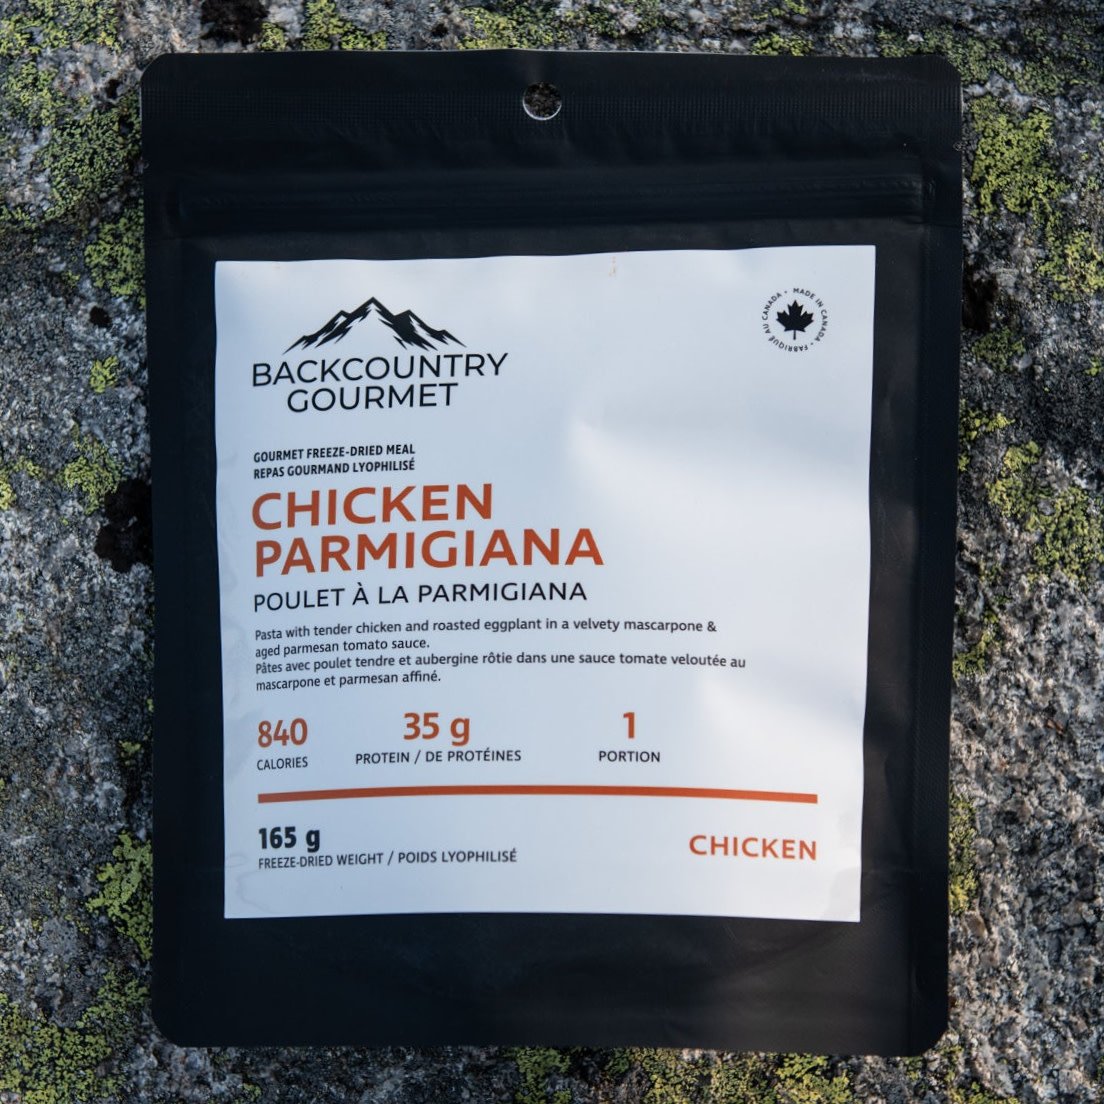 BACKCOUNTRY
GOURMET
MADE IN CANADA • FABRIQUÉ AU CANADA •
GOURMET FREEZE-DRIED MEAL
REPAS GOURMAND LYOPHILISÉ
CHICKEN
PARMIGIANA
POULET À LA PARMIGIANA
Pasta with tender chicken and roasted eggplant in a velvety mascarpone &
aged parmesan tomato sauce.
Pâtes avec poulet tendre et aubergine rôtie dans une sauce tomate veloutée au
mascarpone et parmesan affiné.
840 35 g 1
CALORIES PROTEIN / DE PROTÉINES PORTION
165 g
FREEZE-DRIED WEIGHT / POIDS LYOPHILISÉ
CHICKEN